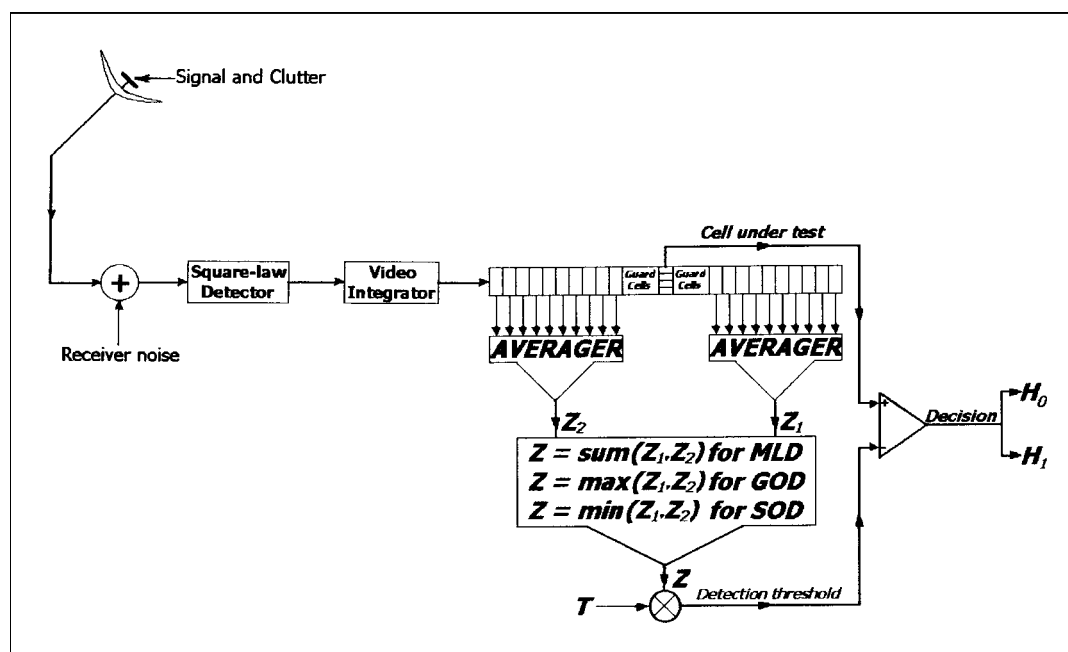 Signal and Clutter
Cell under test
Square-law
Detector
Video
Integrator
Guard
Cells
Guard
Cells
+
Receiver noise
AVERAGER
AVERAGER
Z2
Z1
Z = sum(Z1,Z2) for MLD
Z = max(Z1,Z2) for GOD
Z = min(Z1,Z2) for SOD
+
−
Decision
H0
H1
Z
T
Detection threshold